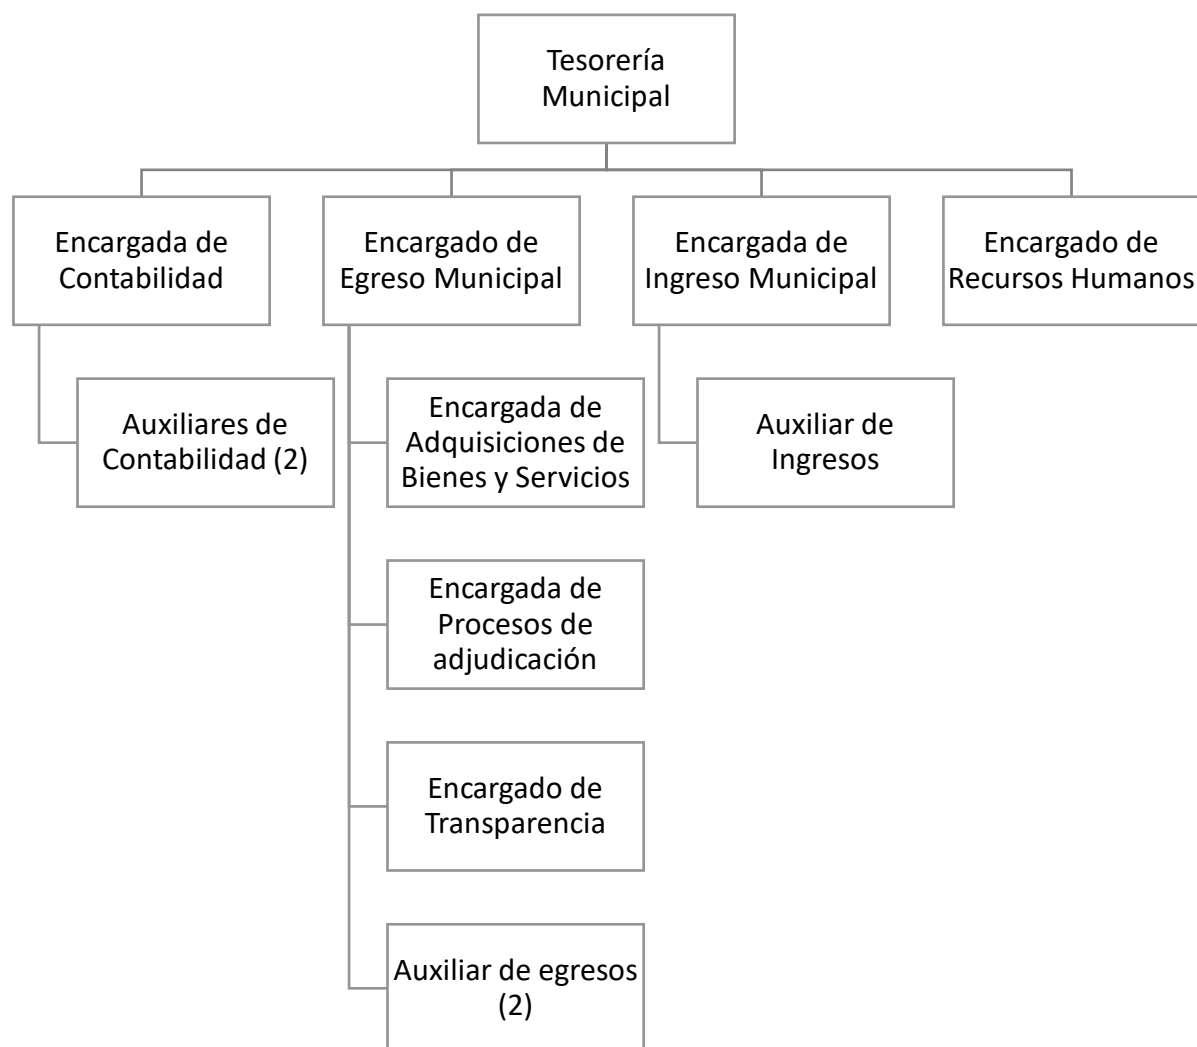 Tesorería
Municipal
Encargada de
Contabilidad
Encargado de
Egreso Municipal
Encargada de
Ingreso Municipal
Encargado de
Recursos Humanos
Auxiliares de
Contabilidad (2)
Encargada de
Adquisiciones de
Bienes y Servicios
Auxiliar de
Ingresos
Encargada de
Procesos de
adjudicación
Encargado de
Transparencia
Auxiliar de egresos
(2)